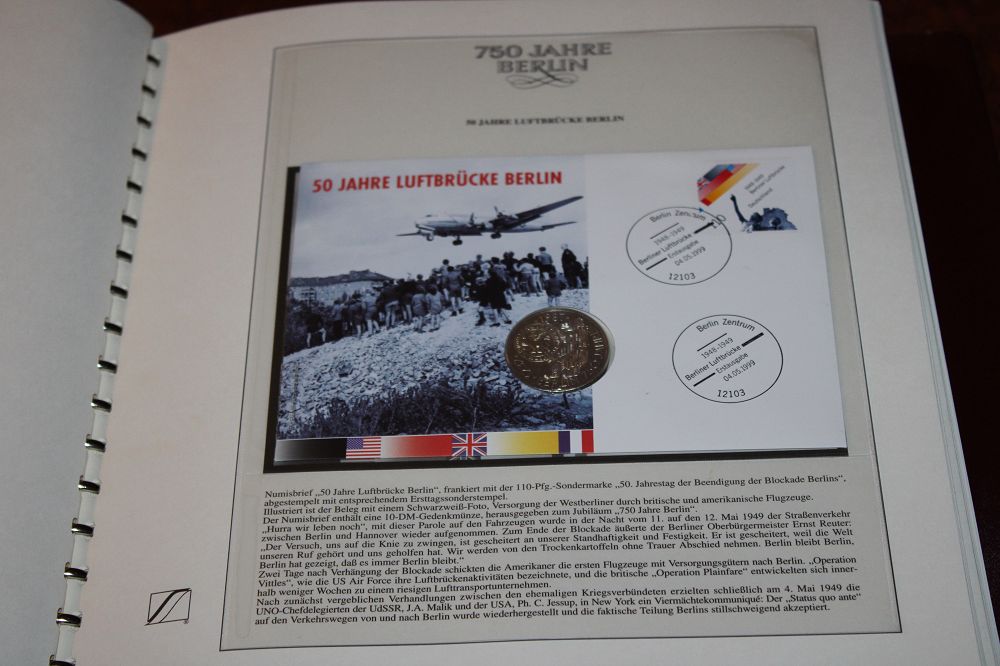 750 JAHRE
BERLIN
50 JAHRE LUFTBRÜCKE BERLIN
50 JAHRE LUFTBRÜCKE BERLIN
110
1948-1949
Berliner Luftbrücke
Deutschland
Berlin Zentrum
1948-1949
Berliner Luftbrücke
Erstausgabe
04.05.1999
12103
Berlin Zentrum
1948-1949
Berliner Luftbrücke
Erstausgabe
04.05.1999
12103
Numisbrief „50 Jahre Luftbrücke Berlin“, frankiert mit der 110-Pfg.-Sondermarke „50. Jahrestag der Beendigung der Blockade Berlins“,
abgestempelt mit entsprechendem Ersttagssonderstempel.
Illustriert ist der Beleg mit einem Schwarzweiß-Foto, Versorgung der Westberliner durch britische und amerikanische Flugzeuge.
Der Numisbrief enthält eine 10-DM-Gedenkmünze, herausgegeben zum Jubiläum „750 Jahre Berlin“.
„Hurra wir leben noch“, mit dieser Parole auf den Fahrzeugen wurde in der Nacht vom 11. auf den 12. Mai 1949 der Straßenverkehr
zwischen Berlin und Hannover wieder aufgenommen. Zum Ende der Blockade äußerte der Berliner Oberbürgermeister Ernst Reuter:
„Der Versuch, uns auf die Knie zu zwingen, ist gescheitert an unserer Standhaftigkeit und Festigkeit. Er ist gescheitert, weil die Welt
unseren Ruf gehört und uns geholfen hat. Wir werden von den Trockenkartoffeln ohne Trauer Abschied nehmen. Berlin bleibt Berlin,
Berlin hat gezeigt, daß es immer Berlin bleibt.“
Zwei Tage nach Verhängung der Blockade schickten die Amerikaner die ersten Flugzeuge mit Versorgungsgütern nach Berlin. „Operation
Vittles“, wie die US Air Force ihre Luftbrückenaktivitäten bezeichnete, und die britische „Operation Plainfare“ entwickelten sich inner-
halb weniger Wochen zu einem riesigen Lufttransportunternehmen.
Nach zunächst vergeblichen Verhandlungen zwischen den ehemaligen Kriegsverbündeten erzielten schließlich am 4. Mai 1949 die
UNO-Chefdelegierten der UdSSR, J.A. Malik und der USA, Ph. C. Jessup, in New York ein Viermächtekommuniqué: Der „Status quo ante“
auf den Verkehrswegen von und nach Berlin wurde wiederhergestellt und die faktische Teilung Berlins stillschweigend akzeptiert.